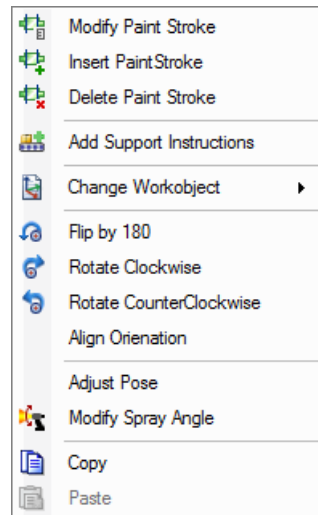 Modify Paint Stroke
Insert PaintStroke
Delete Paint Stroke
Add Support Instructions
Change Workobject
Flip by 180
Rotate Clockwise
Rotate CounterClockwise
Align Orienation
Adjust Pose
Modify Spray Angle
Copy
Paste